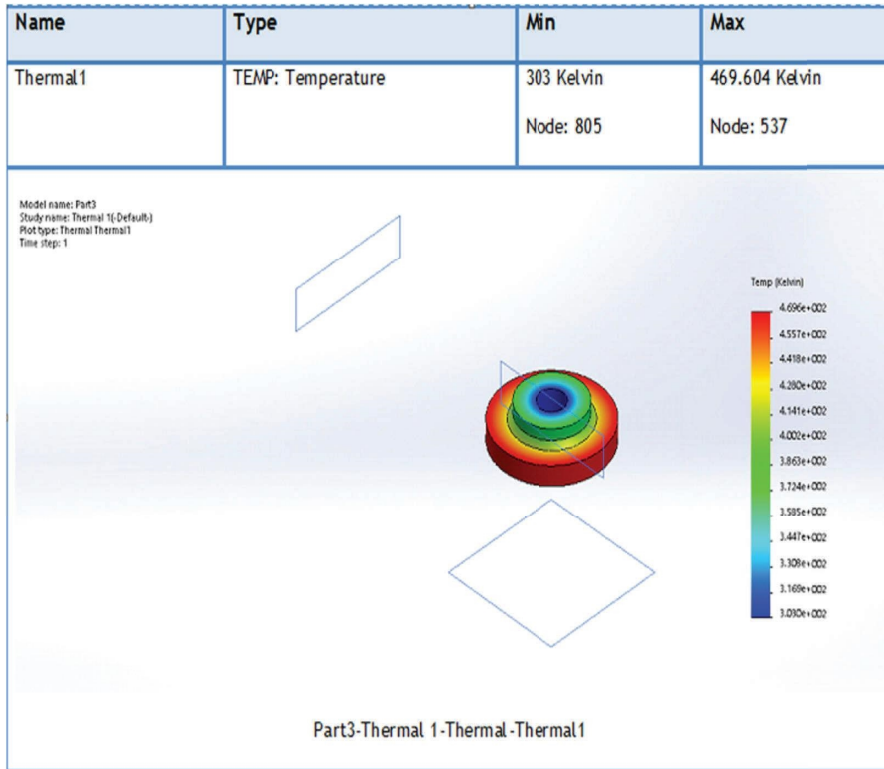 Name Type Min Max
Thermal1 TEMP: Temperature 303 Kelvin 469.604 Kelvin
Node: 805 Node: 537
Model name: Part3
Study name: Thermal 1(-Default-)
Plot type: Thermal Thermal1
Time step: 1
Temp (Kelvin)
4.696e+002
4.557e+002
4.418e+002
4.280e+002
4.141e+002
4.002e+002
3.863e+002
3.724e+002
3.585e+002
3.447e+002
3.308e+002
3.169e+002
3.030e+002
Part3-Thermal 1-Thermal-Thermal1